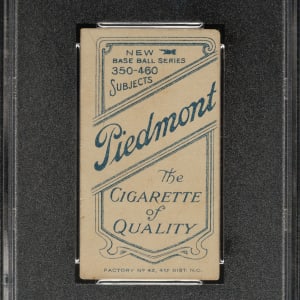 NEW
BASE BALL SERIES
350-460
SUBJECTS
Piedmont
The
CIGARETTE
of
QUALITY
FACTORY Nº 42, 4TH DIST. N.C.